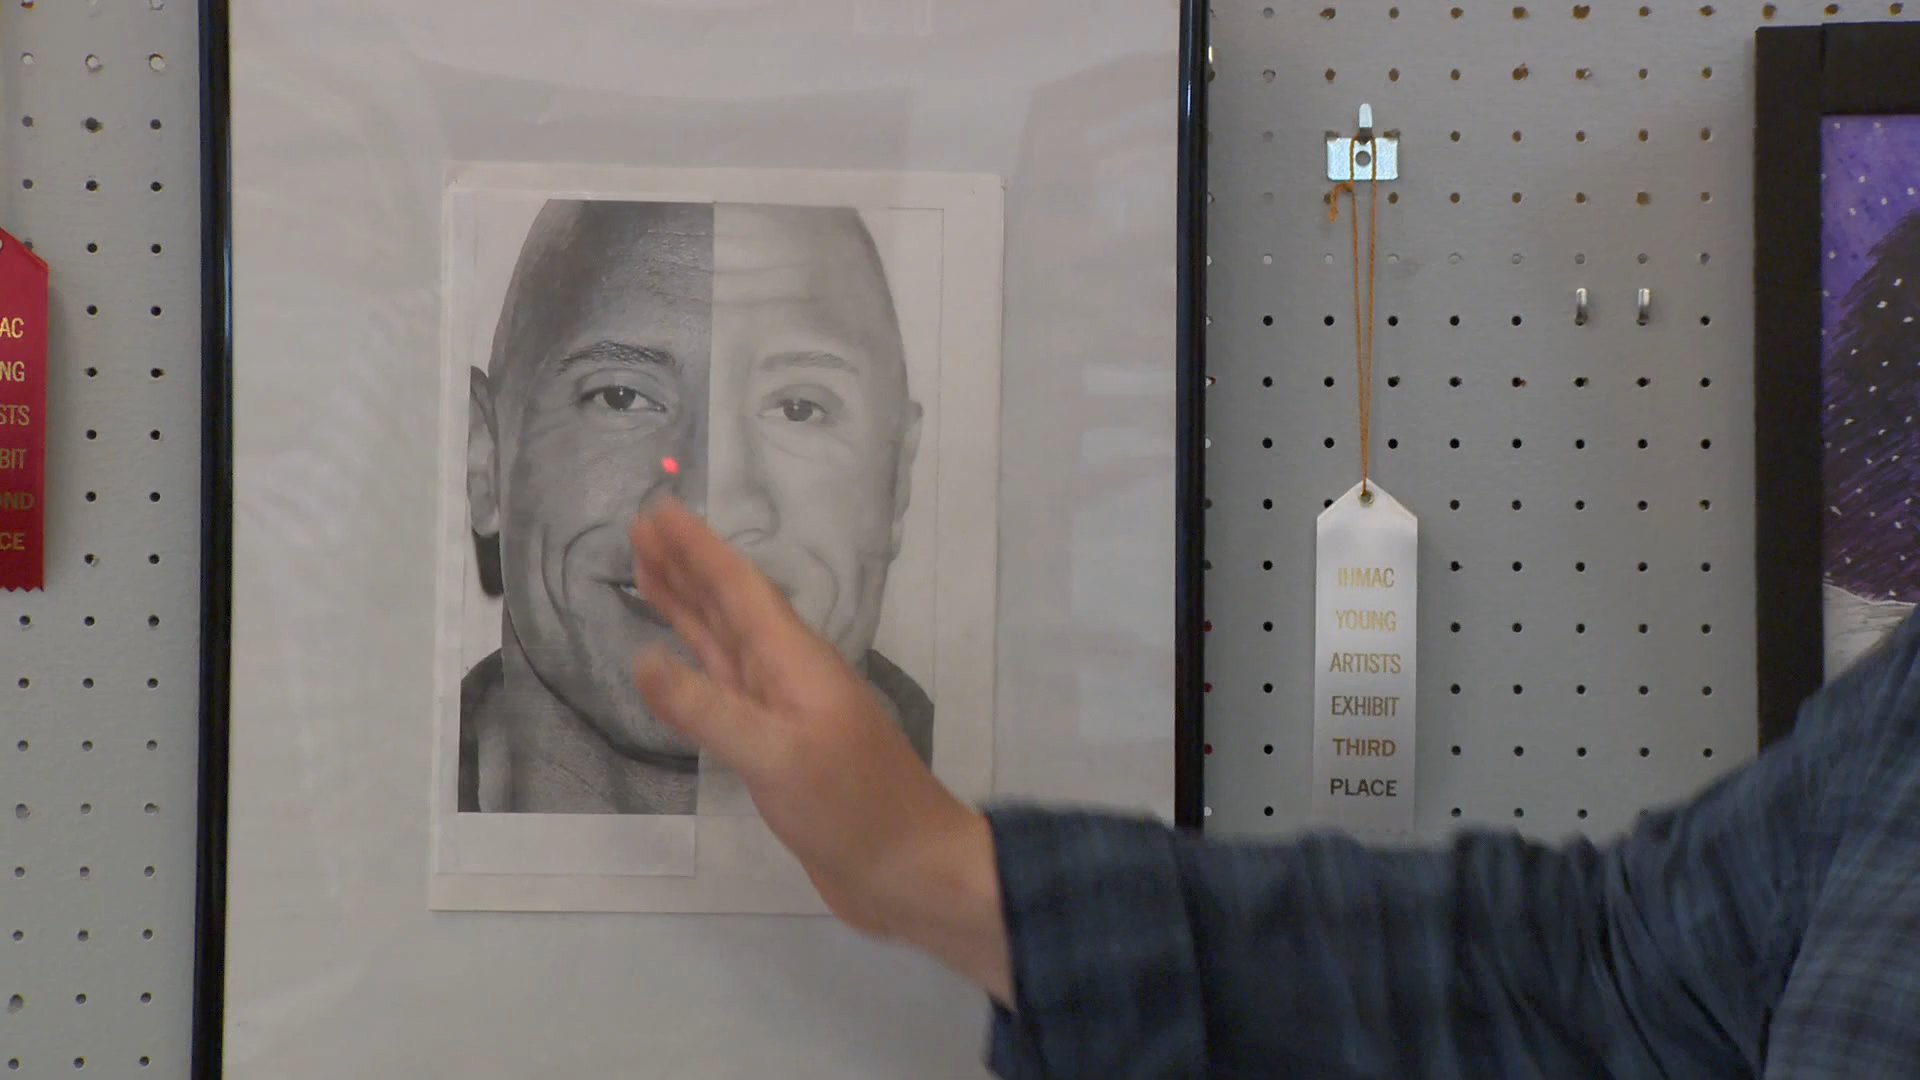 AC
NG
STS
BIT
OND
CE
IHMAC
YOUNG
ARTISTS
EXHIBIT
THIRD
PLACE